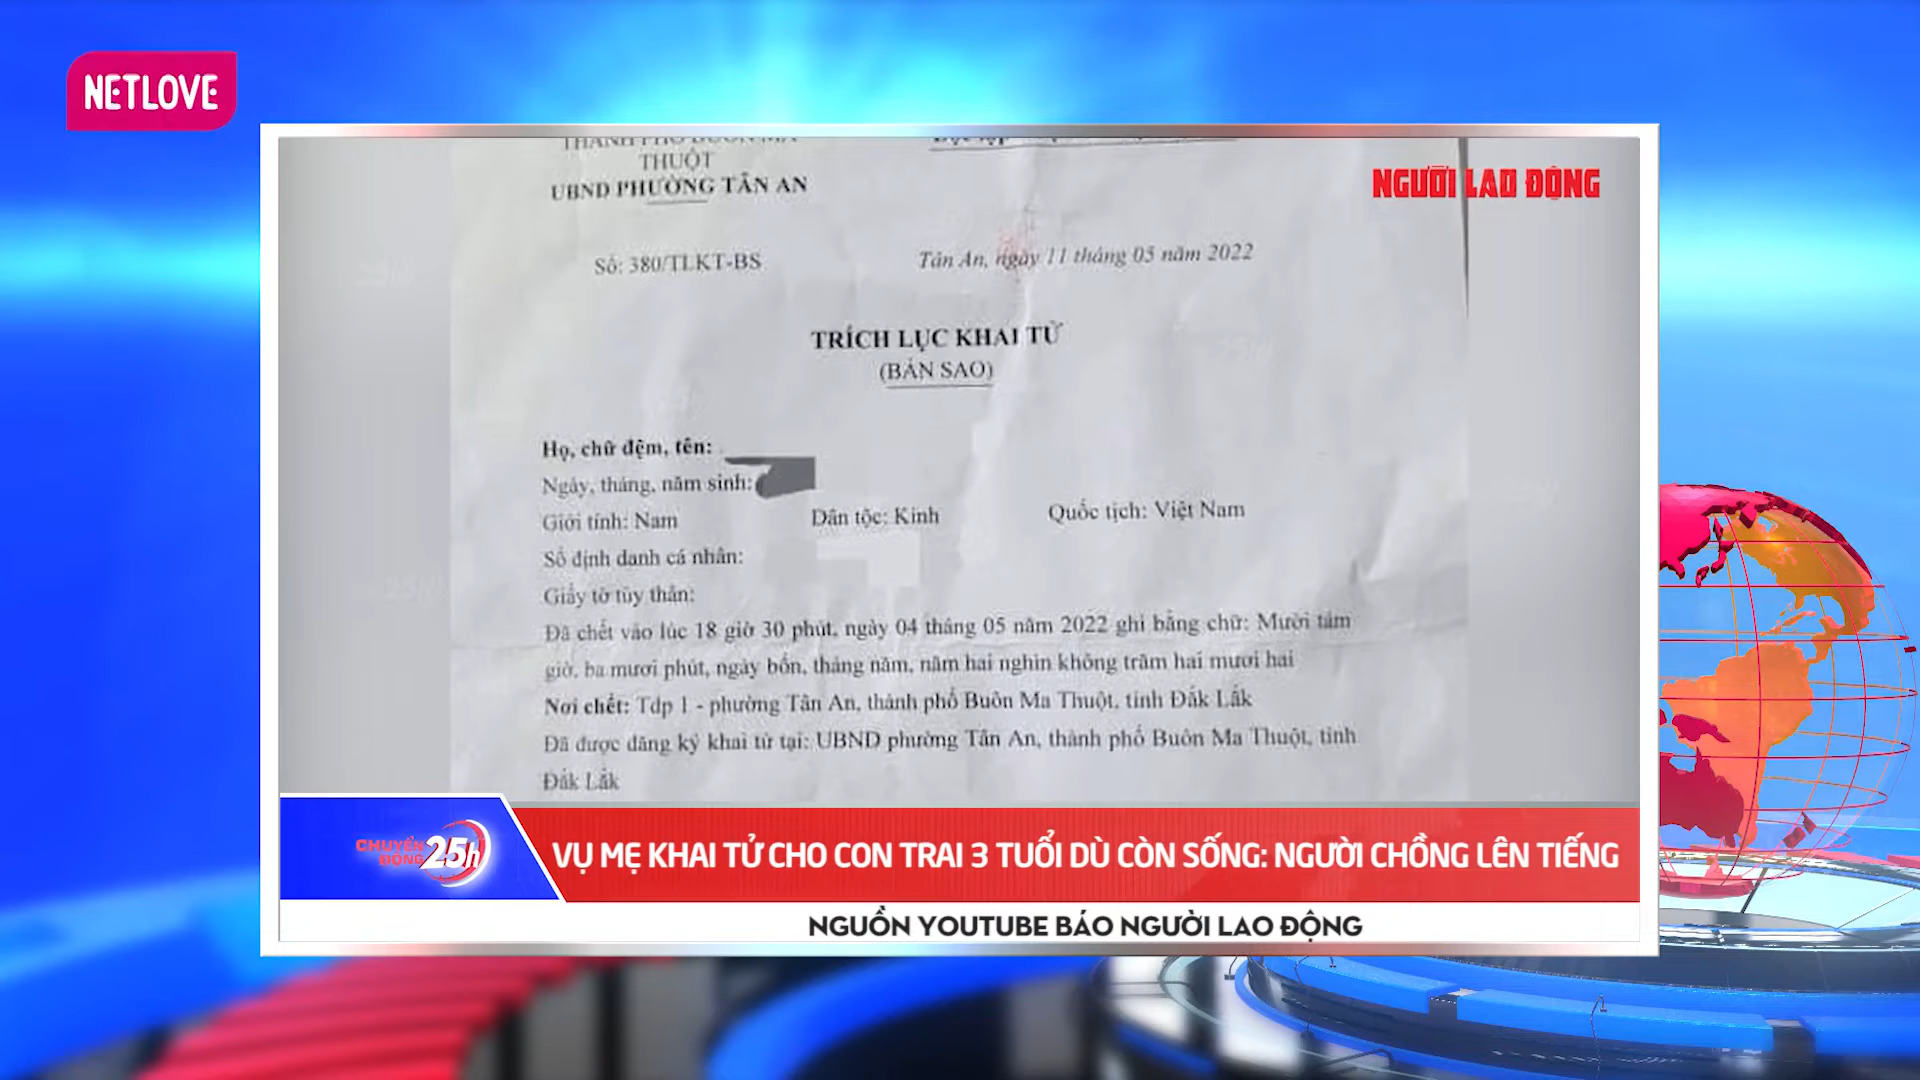 NETLOVE
THÀNH PHỐ BUÔN MA
THUỘT
UBND PHƯỜNG TÂN AN
NGƯỜI LAO ĐỘNG
Số: 380/TLKT-BS
Tân An, ngày 11 tháng 05 năm 2022
TRÍCH LỤC KHAI TỬ
(BẢN SAO)
Họ, chữ đệm, tên:
Ngày, tháng, năm sinh:
Giới tính: Nam Dân tộc: Kinh Quốc tịch: Việt Nam
Số định danh cá nhân:
Giấy tờ tùy thân:
Đã chết vào lúc 18 giờ 30 phút, ngày 04 tháng 05 năm 2022 ghi bằng chữ: Mười tám
giờ, ba mươi phút, ngày bốn, tháng năm, năm hai nghìn không trăm hai mươi hai
Nơi chết: Tdp 1 - phường Tân An, thành phố Buôn Ma Thuột, tỉnh Đắk Lắk
Đã được đăng ký khai tử tại: UBND phường Tân An, thành phố Buôn Ma Thuột, tỉnh
Đắk Lắk
CHUYỂN ĐỘNG 25h
VỤ MẸ KHAI TỬ CHO CON TRAI 3 TUỔI DÙ CÒN SỐNG: NGƯỜI CHỒNG LÊN TIẾNG
NGUỒN YOUTUBE BÁO NGƯỜI LAO ĐỘNG